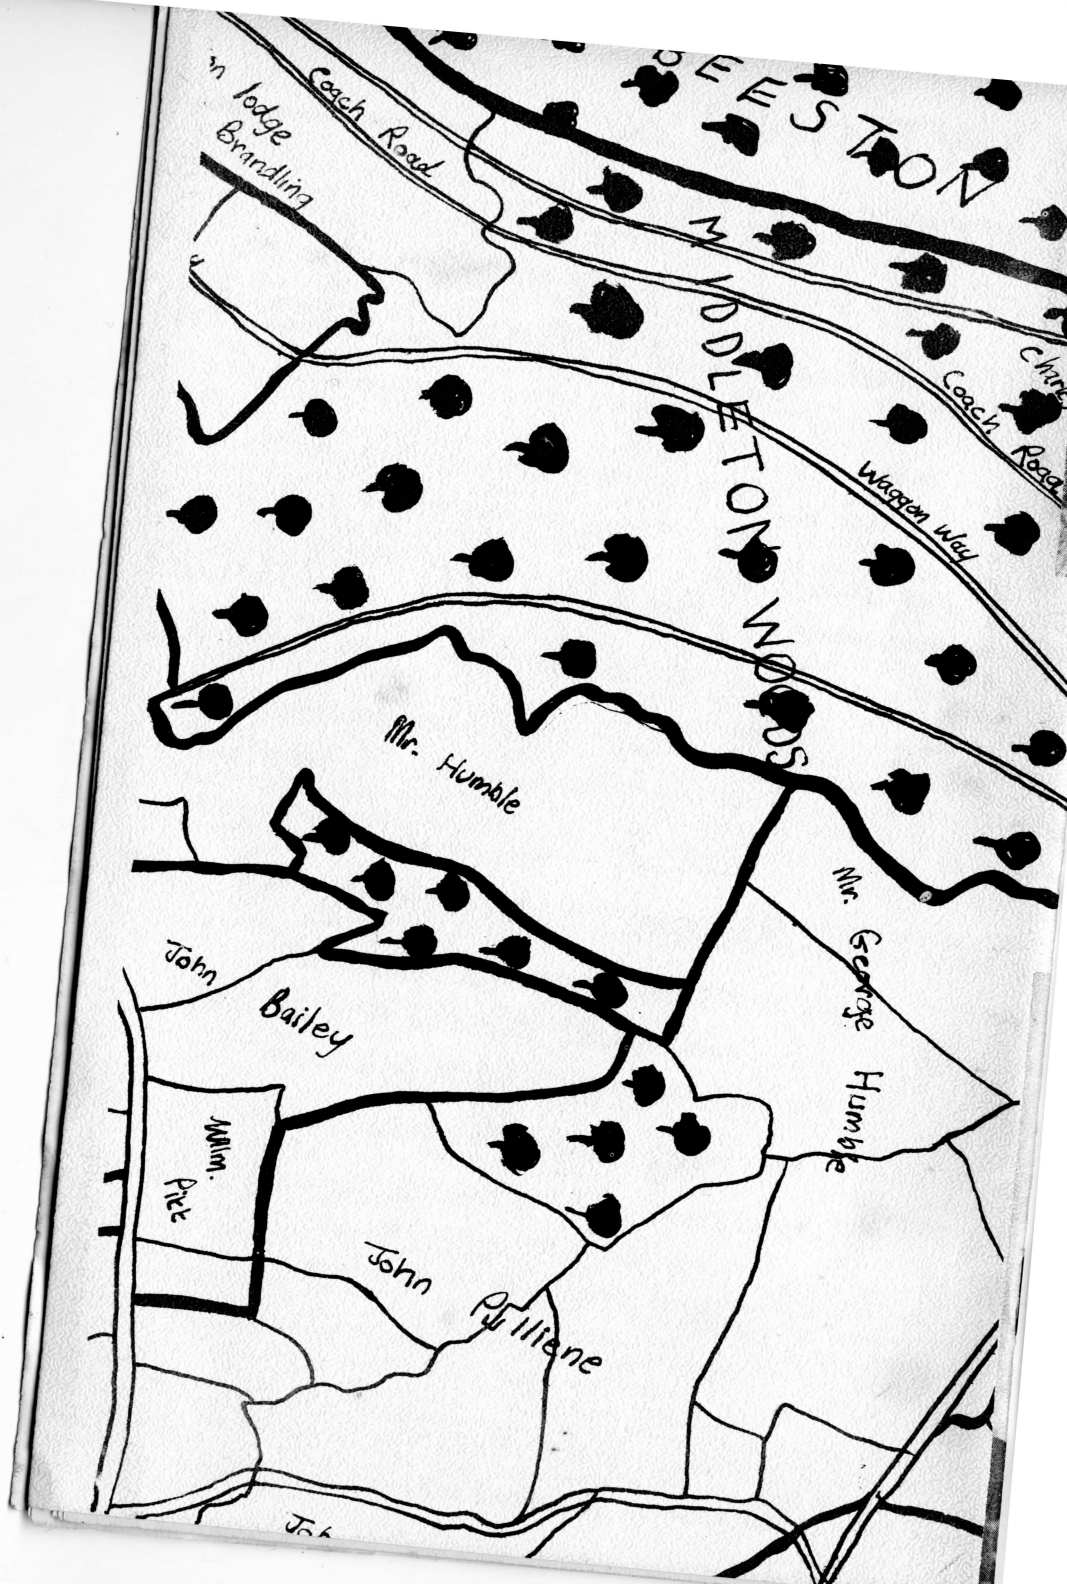 BEESTON
Coach Road
lodge
Brandling
MIDDLETON WOODS
Coach Road
Waggon Way
Mr. Humble
Mr. George Humble
John Bailey
Willm.
Pitt
John